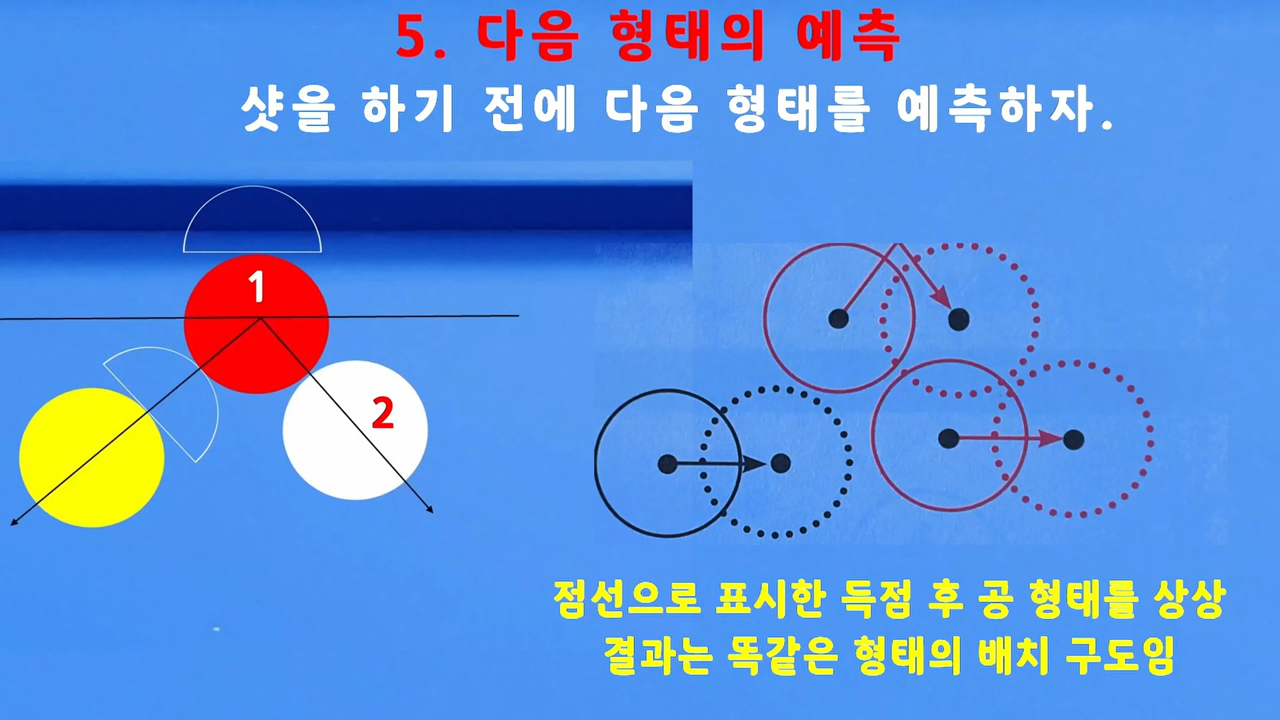 5. 다음 형태의 예측
샷을 하기 전에 다음 형태를 예측하자.
1
2
점선으로 표시한 득점 후 공 형태를 상상
결과는 똑같은 형태의 배치 구도임